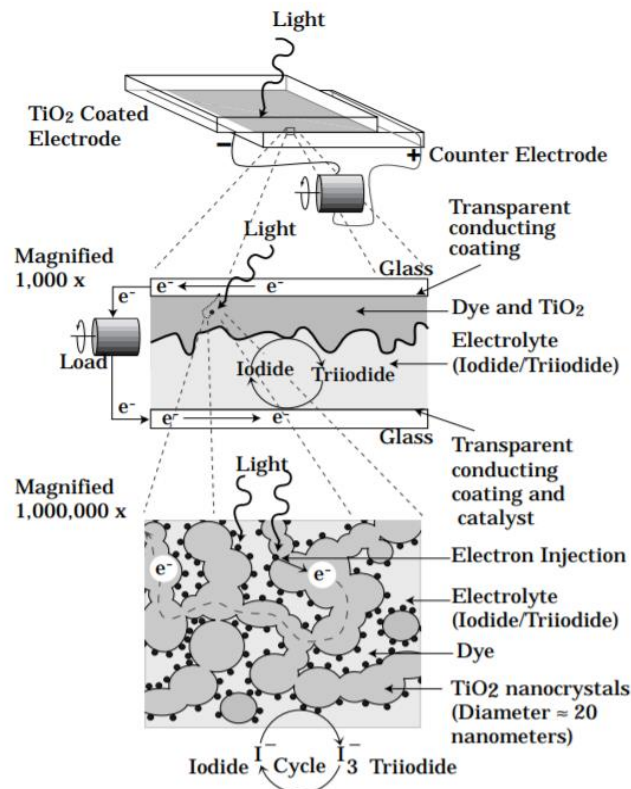 Light
TiO2 Coated
Electrode
−
+
Counter Electrode
Magnified
1,000 x
Light
Transparent
conducting
coating
Glass
e- e-
e-
Dye and TiO2
Electrolyte
(Iodide/Triiodide)
Load
Iodide
Triiodide
e-
e- e-
Glass
Transparent
conducting
coating and
catalyst
Magnified
1,000,000 x
Light
Electron Injection
e-
e-
Electrolyte
(Iodide/Triiodide)
Dye
TiO2 nanocrystals
(Diameter ≈ 20
nanometers)
Iodide I- Cycle I3- Triiodide